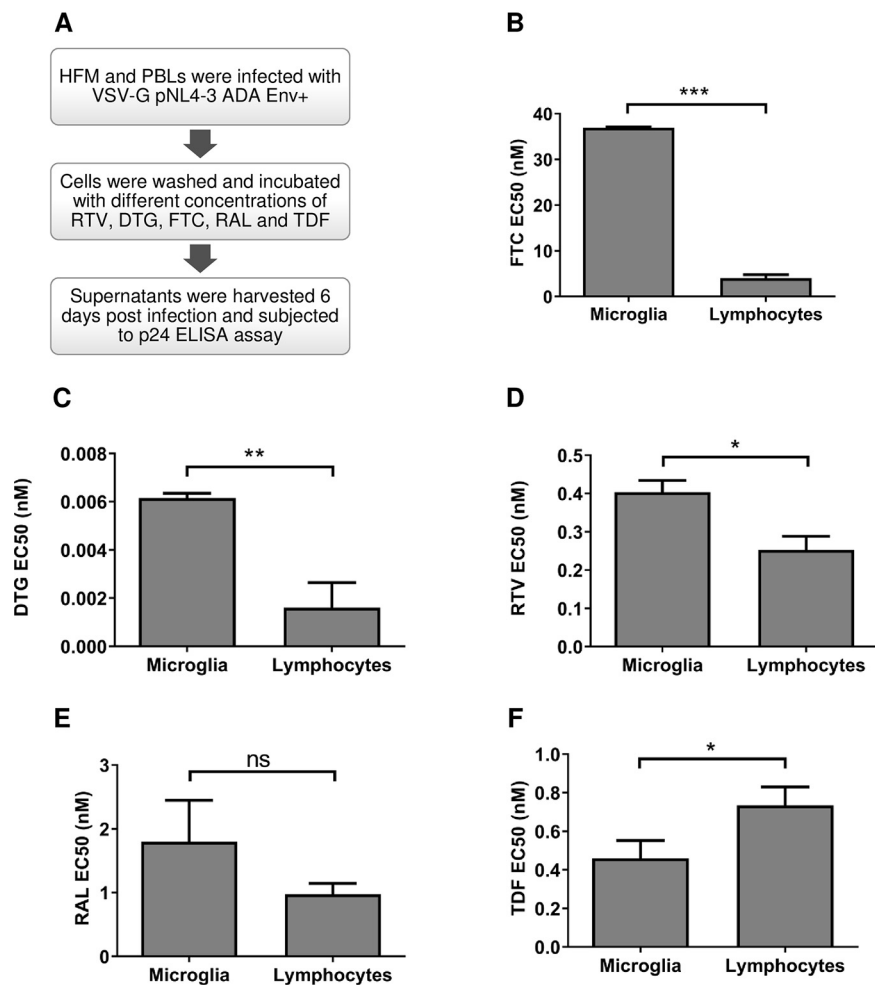 A
HFM and PBLs were infected with
VSV-G pNL4-3 ADA Env+
Cells were washed and incubated
with different concentrations of
RTV, DTG, FTC, RAL and TDF
Supernatants were harvested 6
days post infection and subjected
to p24 ELISA assay
B
***
FTC EC50 (nM)
40
30
20
10
0
Microglia Lymphocytes
C
**
DTG EC50 (nM)
0.008
0.006
0.004
0.002
0.000
Microglia Lymphocytes
D
*
RTV EC50 (nM)
0.5
0.4
0.3
0.2
0.1
0.0
Microglia Lymphocytes
E
ns
RAL EC50 (nM)
3
2
1
0
Microglia Lymphocytes
F
*
TDF EC50 (nM)
1.0
0.8
0.6
0.4
0.2
0.0
Microglia Lymphocytes